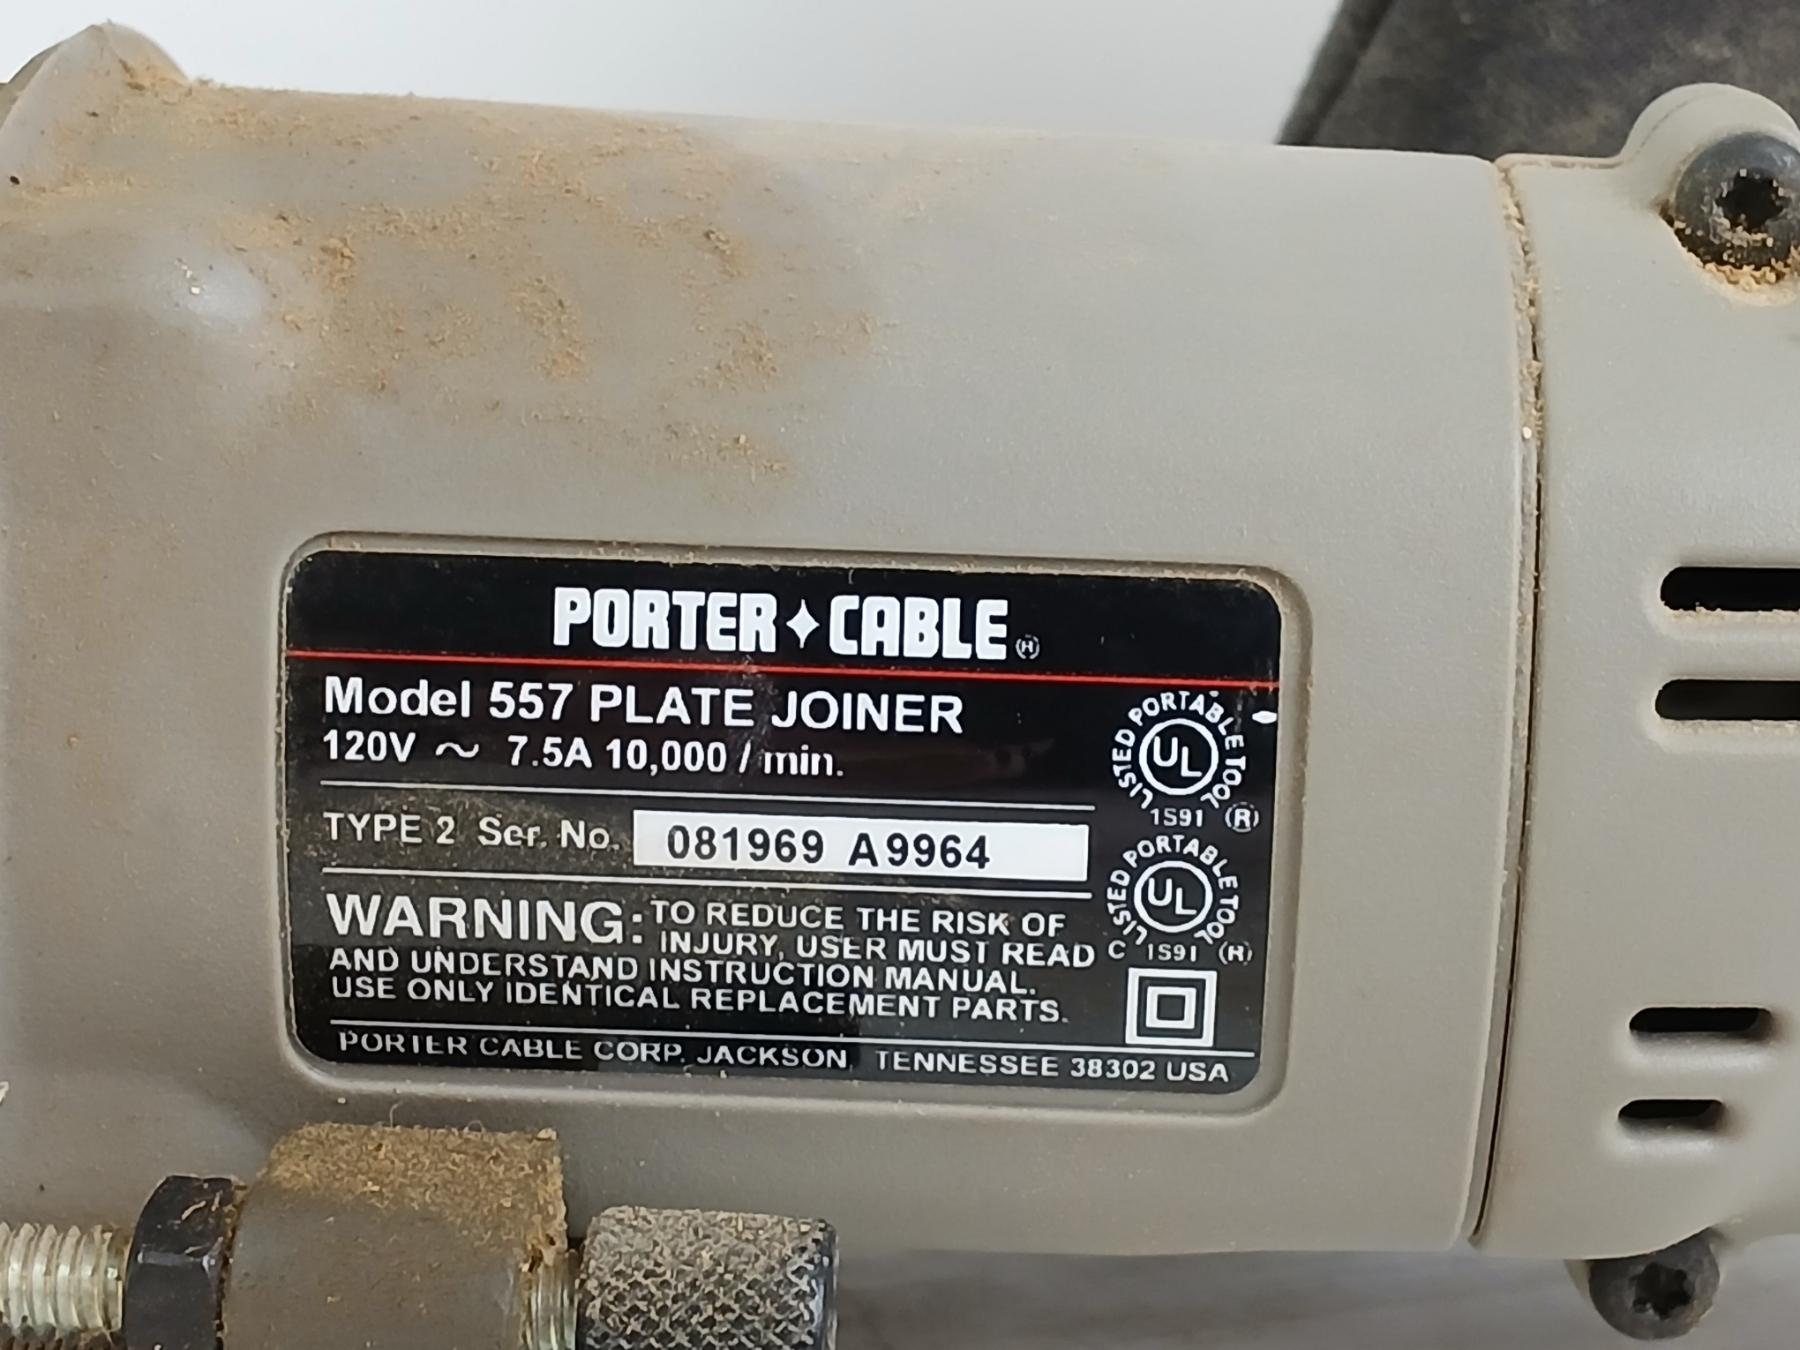 PORTER CABLE ®
Model 557 PLATE JOINER
120V ~ 7.5A 10,000 / min.
LISTED PORTABLE TOOL
UL
1S91 ®
TYPE 2 Ser. No. 081969 A9964
LISTED PORTABLE TOOL
UL
C 1S91 ®
WARNING: TO REDUCE THE RISK OF
INJURY, USER MUST READ
AND UNDERSTAND INSTRUCTION MANUAL.
USE ONLY IDENTICAL REPLACEMENT PARTS.
PORTER CABLE CORP. JACKSON, TENNESSEE 38302 USA